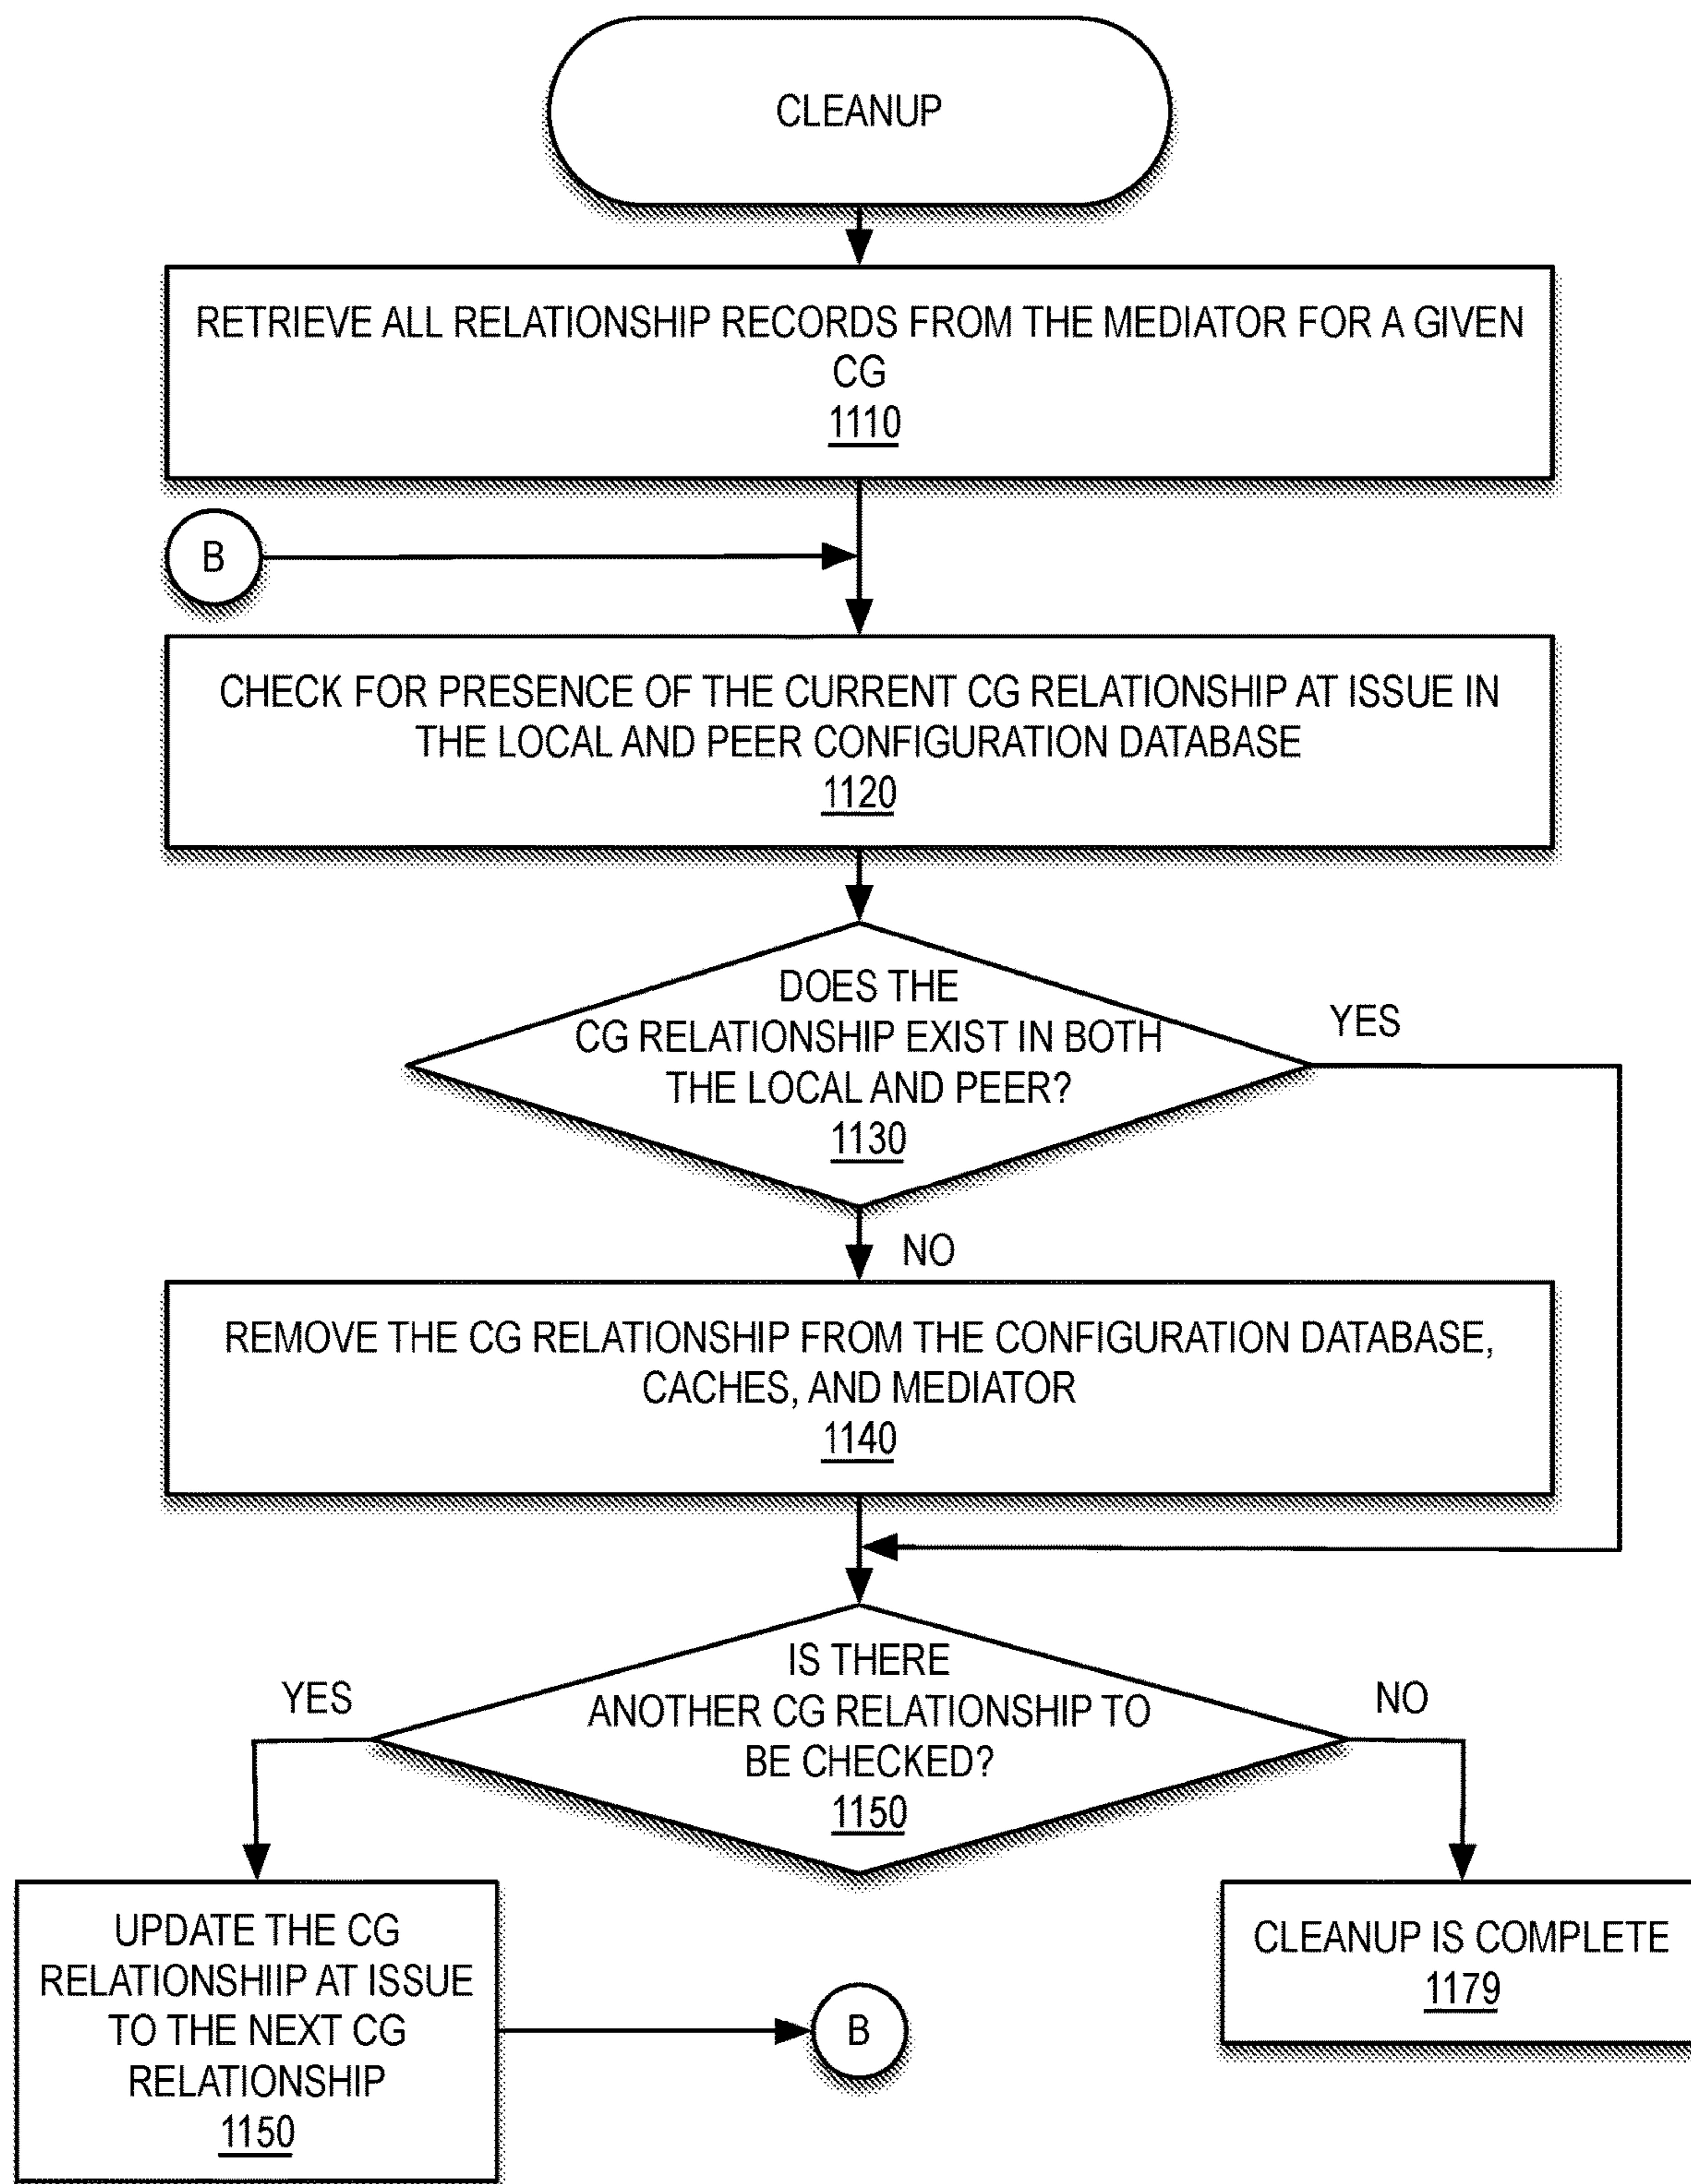 CLEANUP
RETRIEVE ALL RELATIONSHIP RECORDS FROM THE MEDIATOR FOR A GIVEN
CG
1110
B
CHECK FOR PRESENCE OF THE CURRENT CG RELATIONSHIP AT ISSUE IN
THE LOCAL AND PEER CONFIGURATION DATABASE
1120
DOES THE
CG RELATIONSHIP EXIST IN BOTH
THE LOCAL AND PEER?
1130
YES
NO
REMOVE THE CG RELATIONSHIP FROM THE CONFIGURATION DATABASE,
CACHES, AND MEDIATOR
1140
IS THERE
ANOTHER CG RELATIONSHIP TO
BE CHECKED?
1150
YES
NO
UPDATE THE CG
RELATIONSHIIP AT ISSUE
TO THE NEXT CG
RELATIONSHIP
1150
B
CLEANUP IS COMPLETE
1179